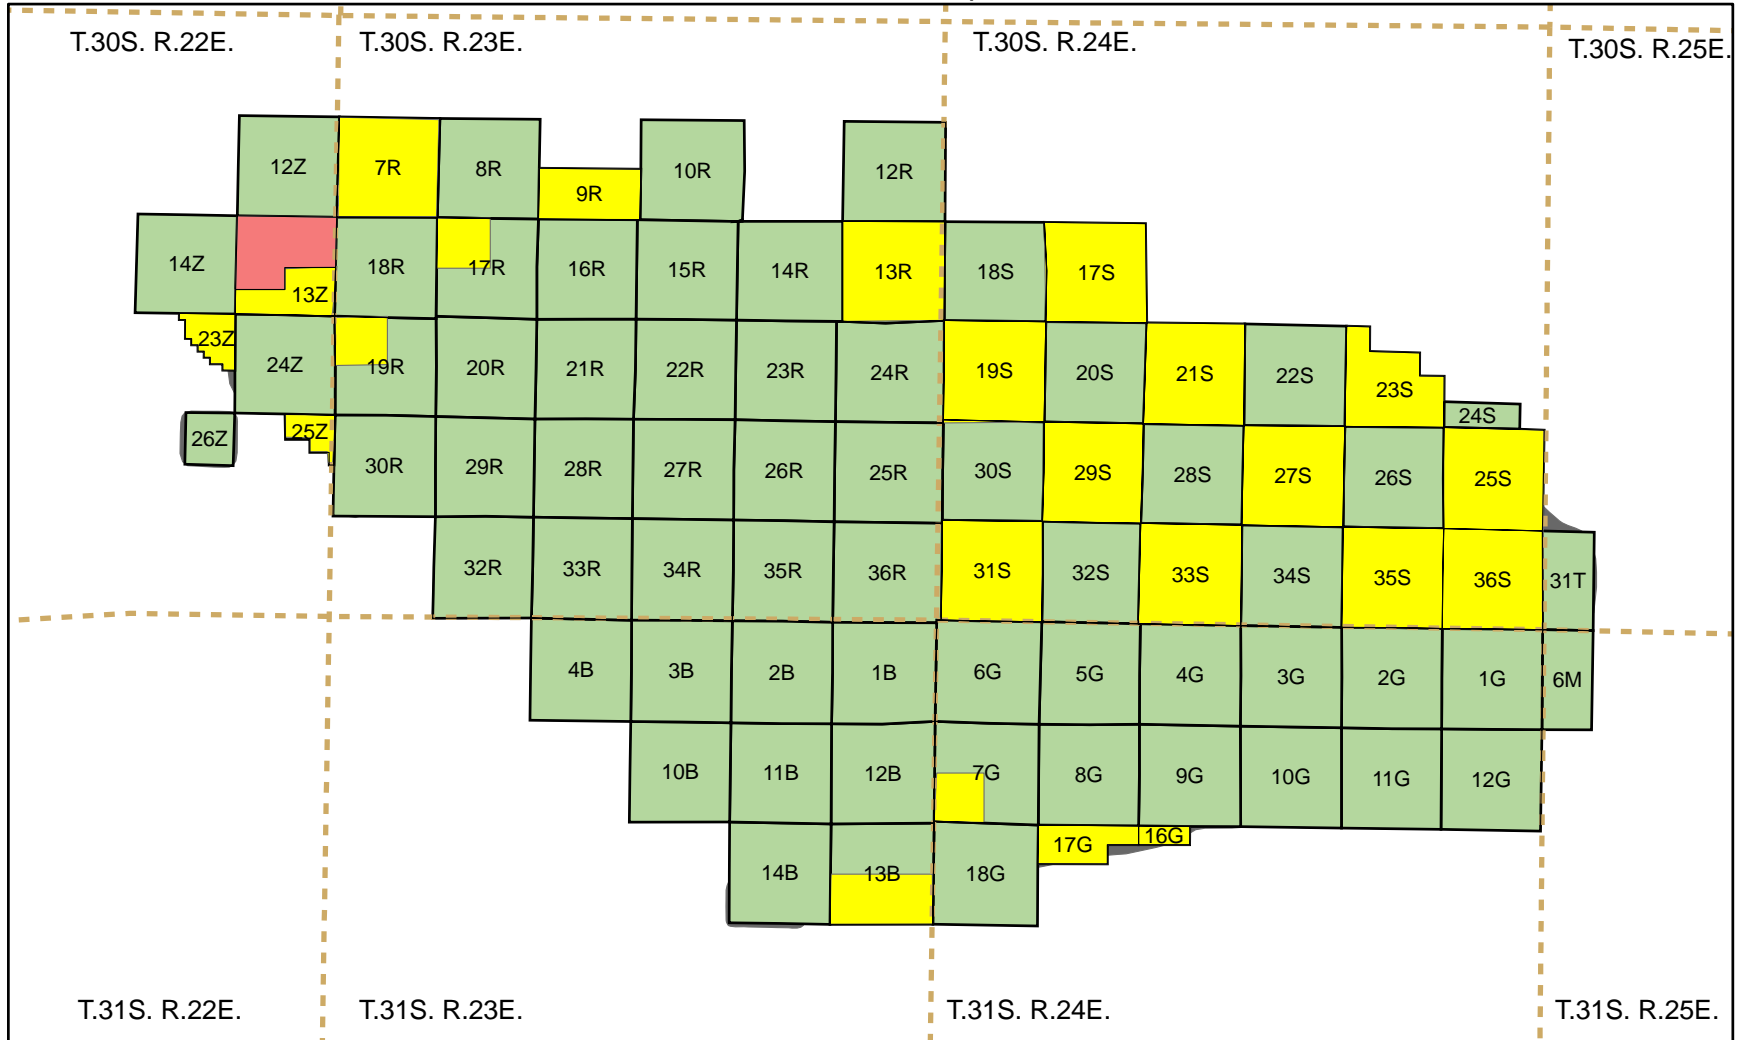 T.30S. R.22E. T.30S. R.23E. T.30S. R.24E. T.30S. R.25E.
12Z 7R 8R 9R 10R 12R
14Z 13Z 18R 17R 16R 15R 14R 13R 18S 17S
23Z 24Z 19R 20R 21R 22R 23R 24R 19S 20S 21S 22S 23S 24S
26Z 25Z 30R 29R 28R 27R 26R 25R 30S 29S 28S 27S 26S 25S
32R 33R 34R 35R 36R 31S 32S 33S 34S 35S 36S 31T
4B 3B 2B 1B 6G 5G 4G 3G 2G 1G 6M
10B 11B 12B 7G 8G 9G 10G 11G 12G
14B 13B 18G 17G 16G
T.31S. R.22E. T.31S. R.23E. T.31S. R.24E. T.31S. R.25E.